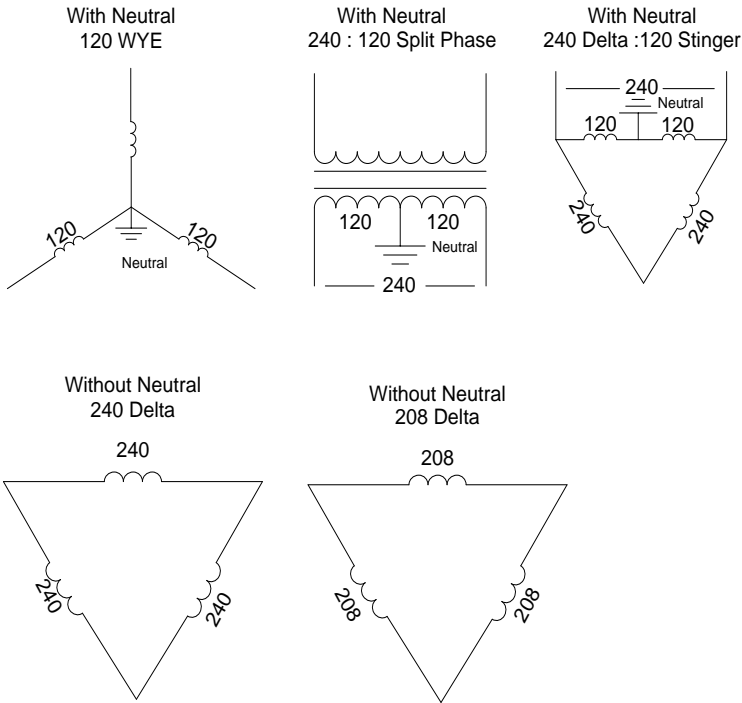 With Neutral
120 WYE
120
120
Neutral
With Neutral
240 : 120 Split Phase
120
120
Neutral
240
With Neutral
240 Delta :120 Stinger
240
Neutral
120
120
240
240
Without Neutral
240 Delta
240
240
240
Without Neutral
208 Delta
208
208
208